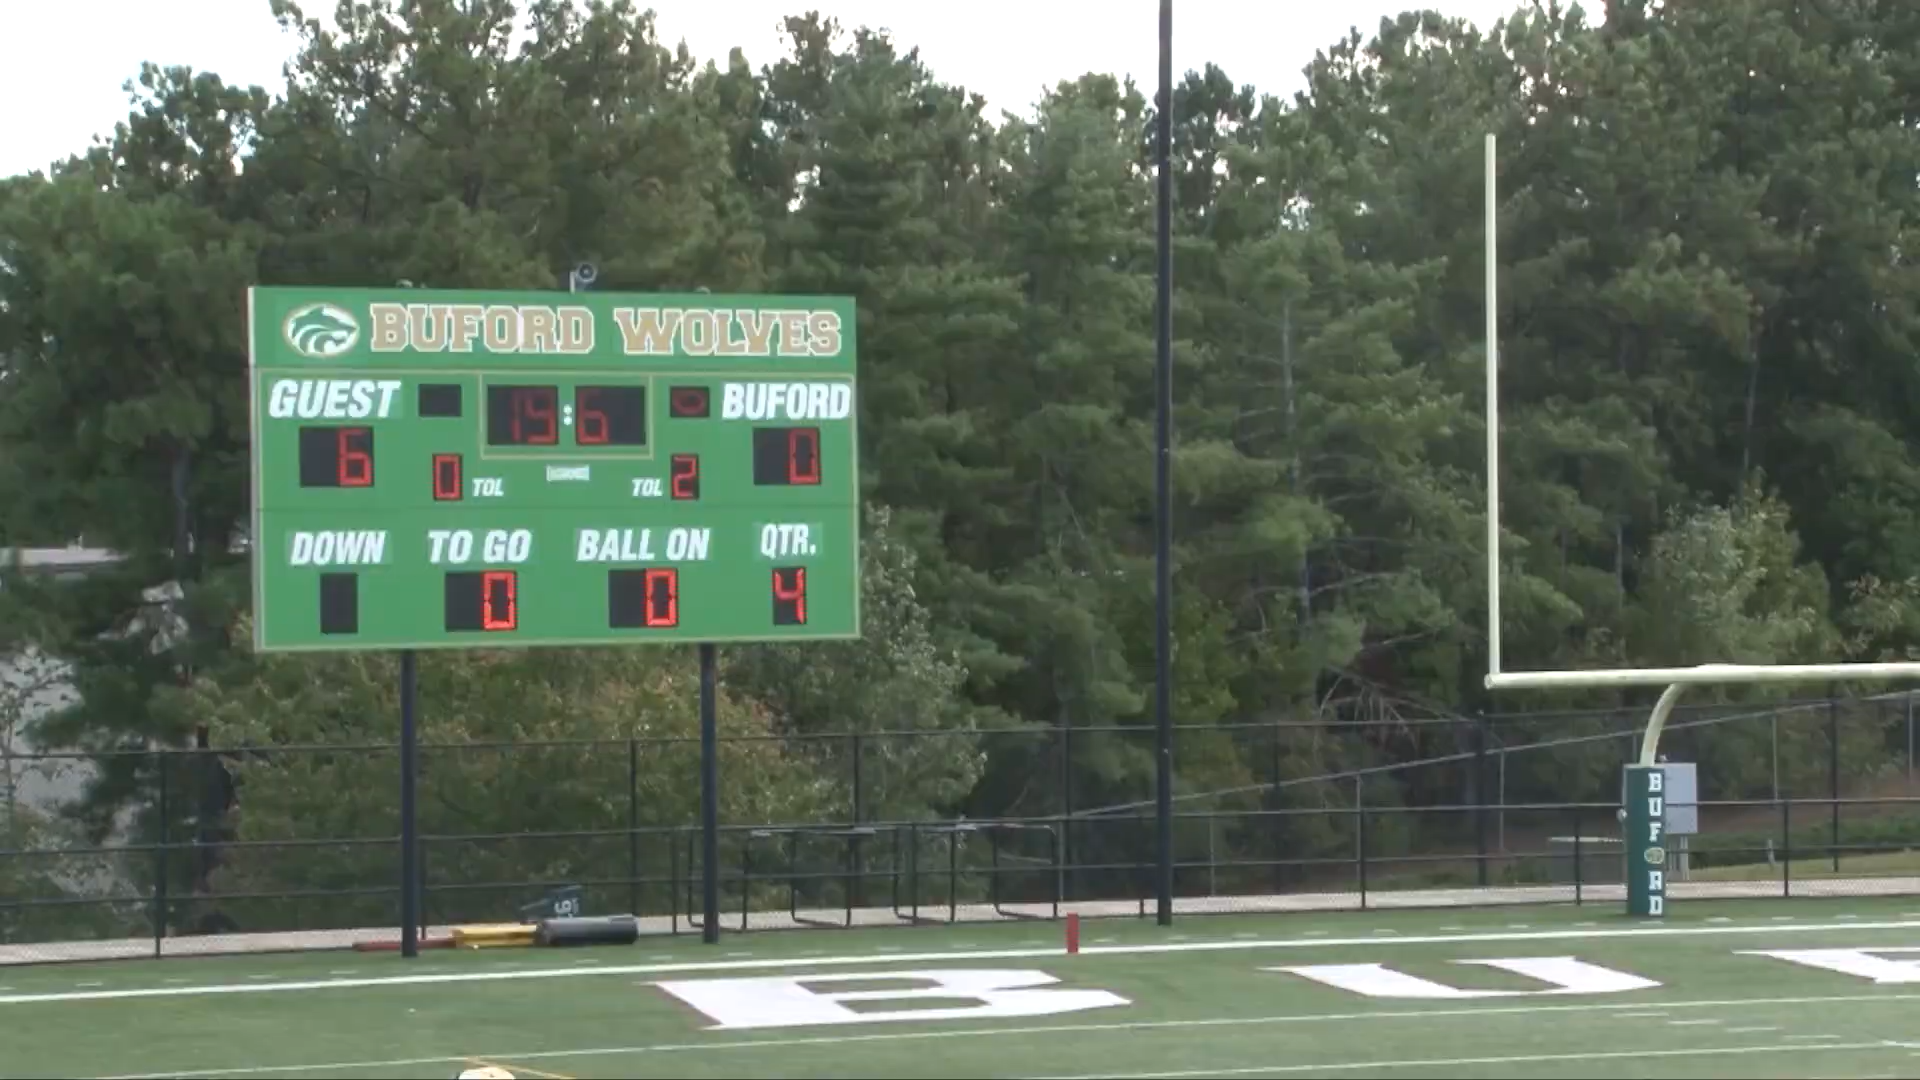 BUFORD WOLVES
GUEST 19:6 0 BUFORD
6 0 TOL TOL 2 0
DOWN TO GO BALL ON QTR.
0 0 4
BUFORD
B U